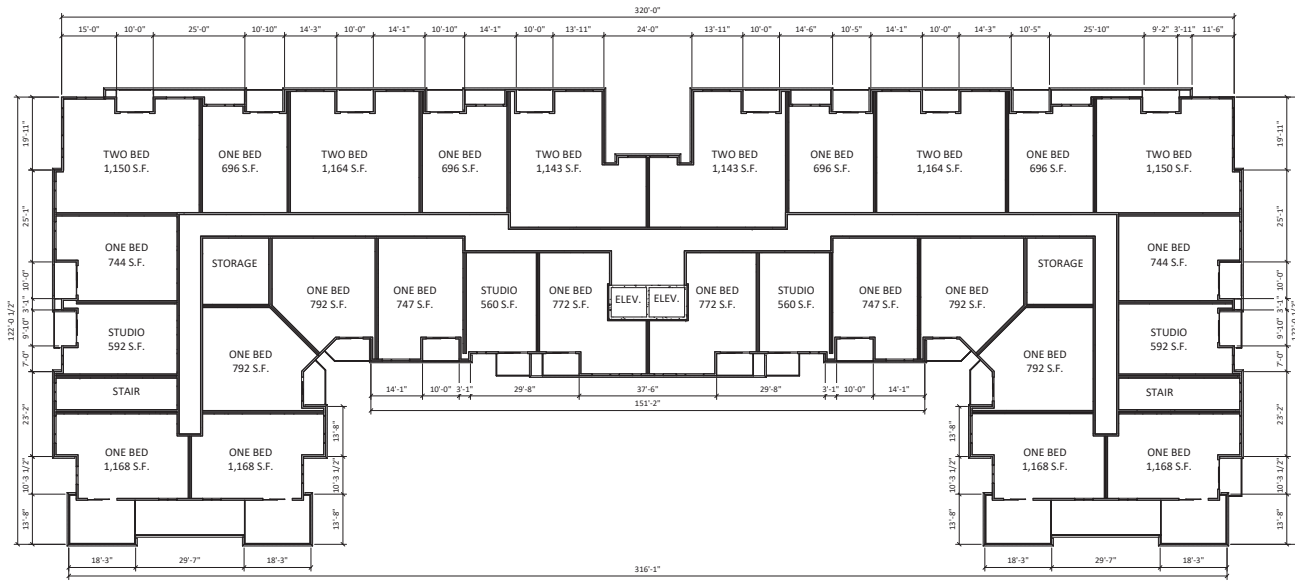 320'-0"
15'-0" 10'-0" 25'-0" 10'-10" 14'-3" 10'-0" 14'-1" 10'-10" 14'-1" 10'-0" 13'-11" 24'-0" 13'-11" 10'-0" 14'-6" 10'-5" 14'-1" 10'-0" 14'-3" 10'-5" 25'-10" 9'-2" 3'-11" 11'-6"
TWO BED
1,150 S.F.
ONE BED
696 S.F.
TWO BED
1,164 S.F.
ONE BED
696 S.F.
TWO BED
1,143 S.F.
TWO BED
1,143 S.F.
ONE BED
696 S.F.
TWO BED
1,164 S.F.
ONE BED
696 S.F.
TWO BED
1,150 S.F.
ONE BED
744 S.F.
STORAGE
ONE BED
792 S.F.
ONE BED
747 S.F.
STUDIO
560 S.F.
ONE BED
772 S.F.
ELEV.
ELEV.
ONE BED
772 S.F.
STUDIO
560 S.F.
ONE BED
747 S.F.
ONE BED
792 S.F.
STORAGE
ONE BED
744 S.F.
STUDIO
592 S.F.
ONE BED
792 S.F.
ONE BED
792 S.F.
STUDIO
592 S.F.
STAIR
STAIR
ONE BED
1,168 S.F.
ONE BED
1,168 S.F.
ONE BED
1,168 S.F.
ONE BED
1,168 S.F.
14'-1" 10'-0" 3'-1" 29'-8" 37'-6" 29'-8" 3'-1" 10'-0" 14'-1"
151'-2"
122'-0 1/2"
19'-11"
25'-1"
10'-0"
3'-1"
9'-10"
7'-0"
23'-2"
10'-3 1/2"
13'-8"
13'-8"
10'-3 1/2"
13'-8"
13'-8"
10'-3 1/2"
13'-8"
19'-11"
25'-1"
10'-0"
3'-1"
9'-10"
7'-0"
23'-2"
10'-3 1/2"
13'-8"
122'-0 1/2"
18'-3" 29'-7" 18'-3"
18'-3" 29'-7" 18'-3"
316'-1"